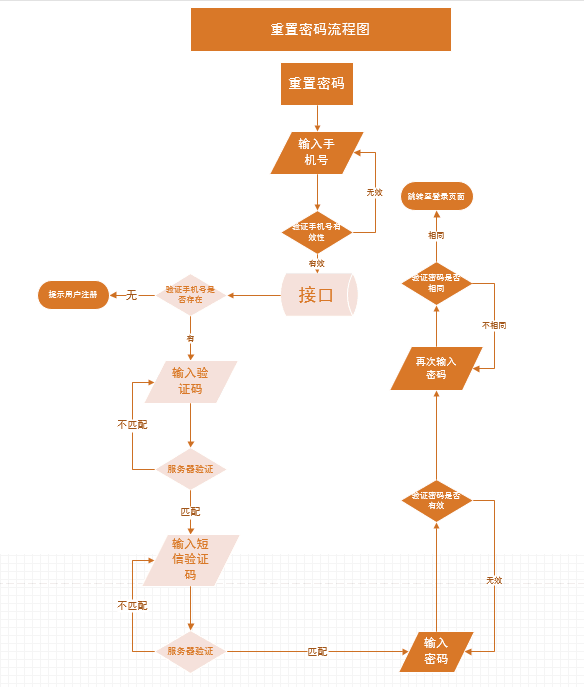 重置密码流程图
重置密码
输入手
机号
无效
验证手机号有
效性
有效
接口
验证手机号是
否存在
无
提示用户注册
有
输入验
证码
不匹配
服务器验证
匹配
输入短
信验证
码
不匹配
服务器验证
匹配
输入
密码
无效
验证密码是否
有效
再次输入
密码
不相同
验证密码是否
相同
相同
跳转至登录页面